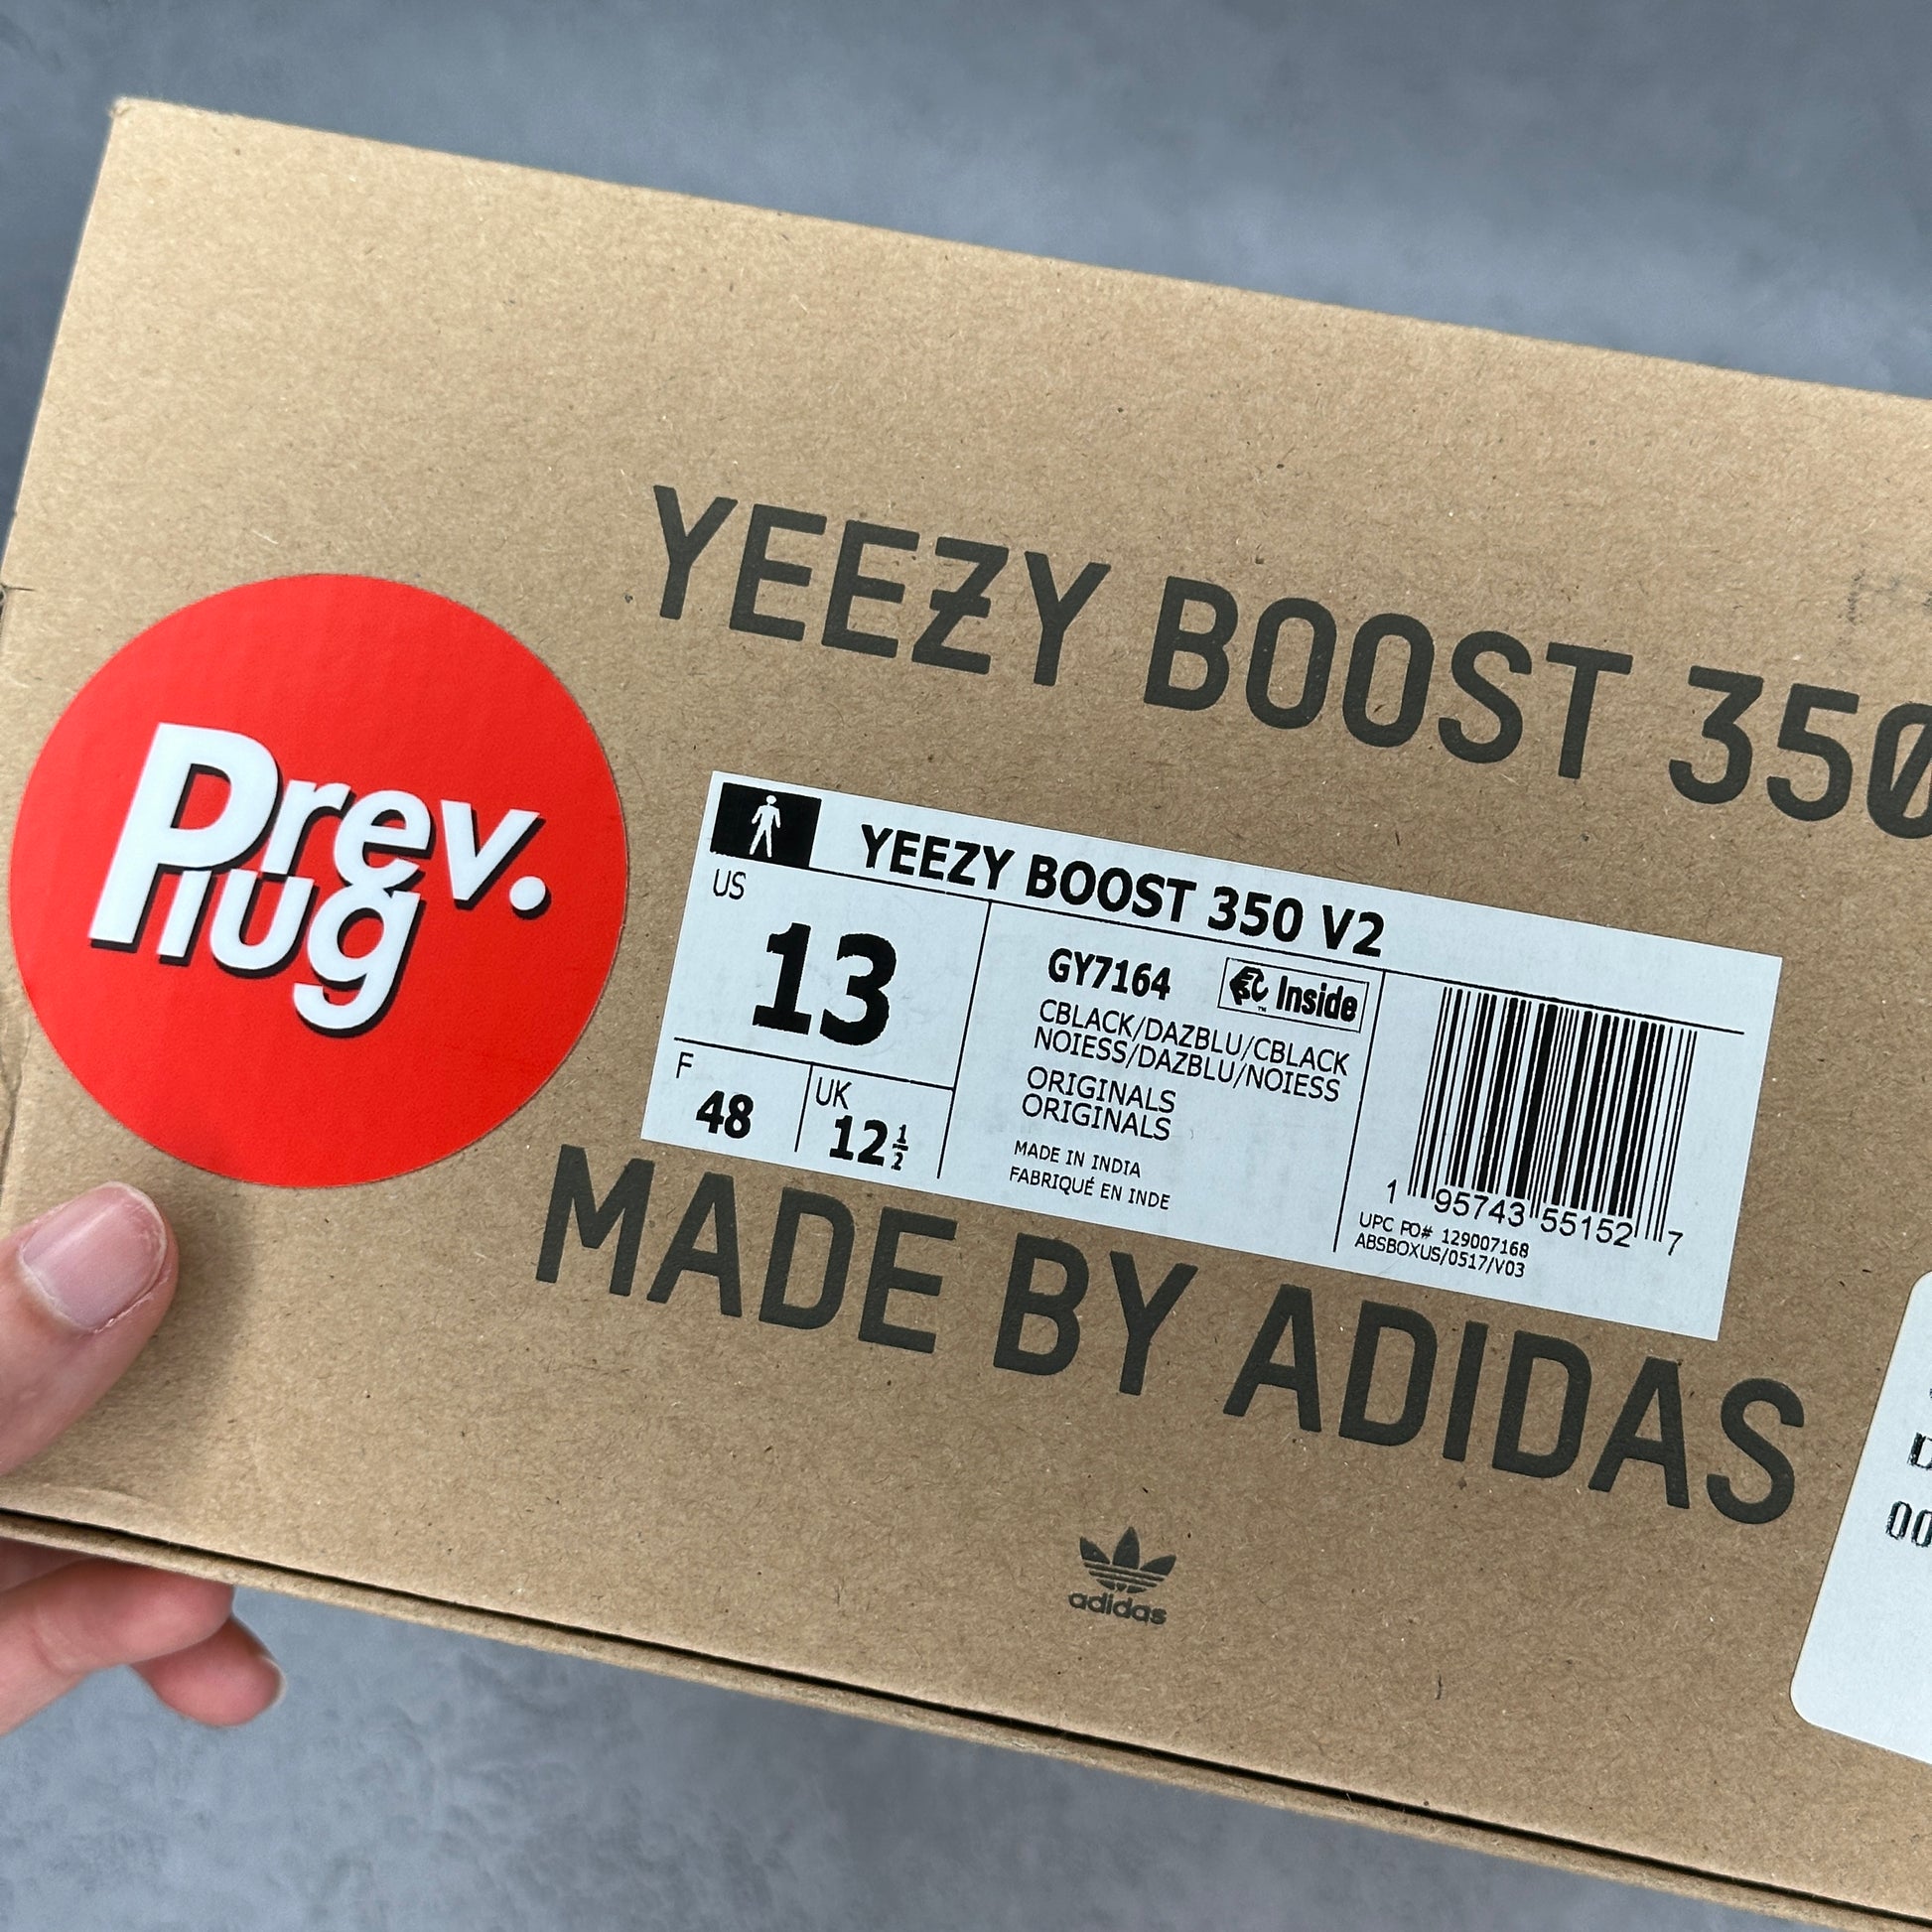 YEEZY BOOST 350
Prev.
Plug
YEEZY BOOST 350 V2
US
13
F
48
UK
12½
GY7164
Inside
CBLACK/DAZBLU/CBLACK
NOIESS/DAZBLU/NOIESS
ORIGINALS
ORIGINALS
MADE IN INDIA
FABRIQUÉ EN INDE
1 95743 55152 7
UPC PO# 129007168
ABSBOXUS/0517/V03
MADE BY ADIDAS
adidas
00